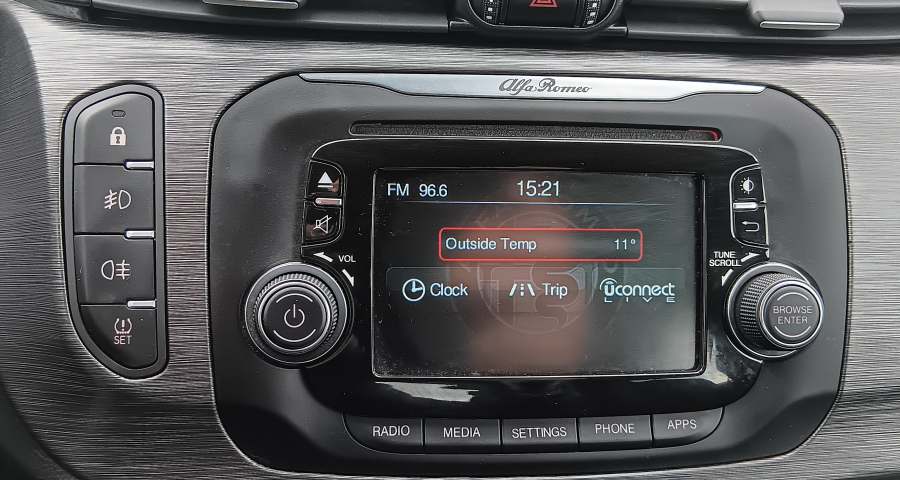 Alfa Romeo
FM 96.6 15:21
Outside Temp 11°
Clock Trip Uconnect
LIVE
VOL
TUNE
SCROLL
BROWSE
ENTER
SET
RADIO MEDIA SETTINGS PHONE APPS